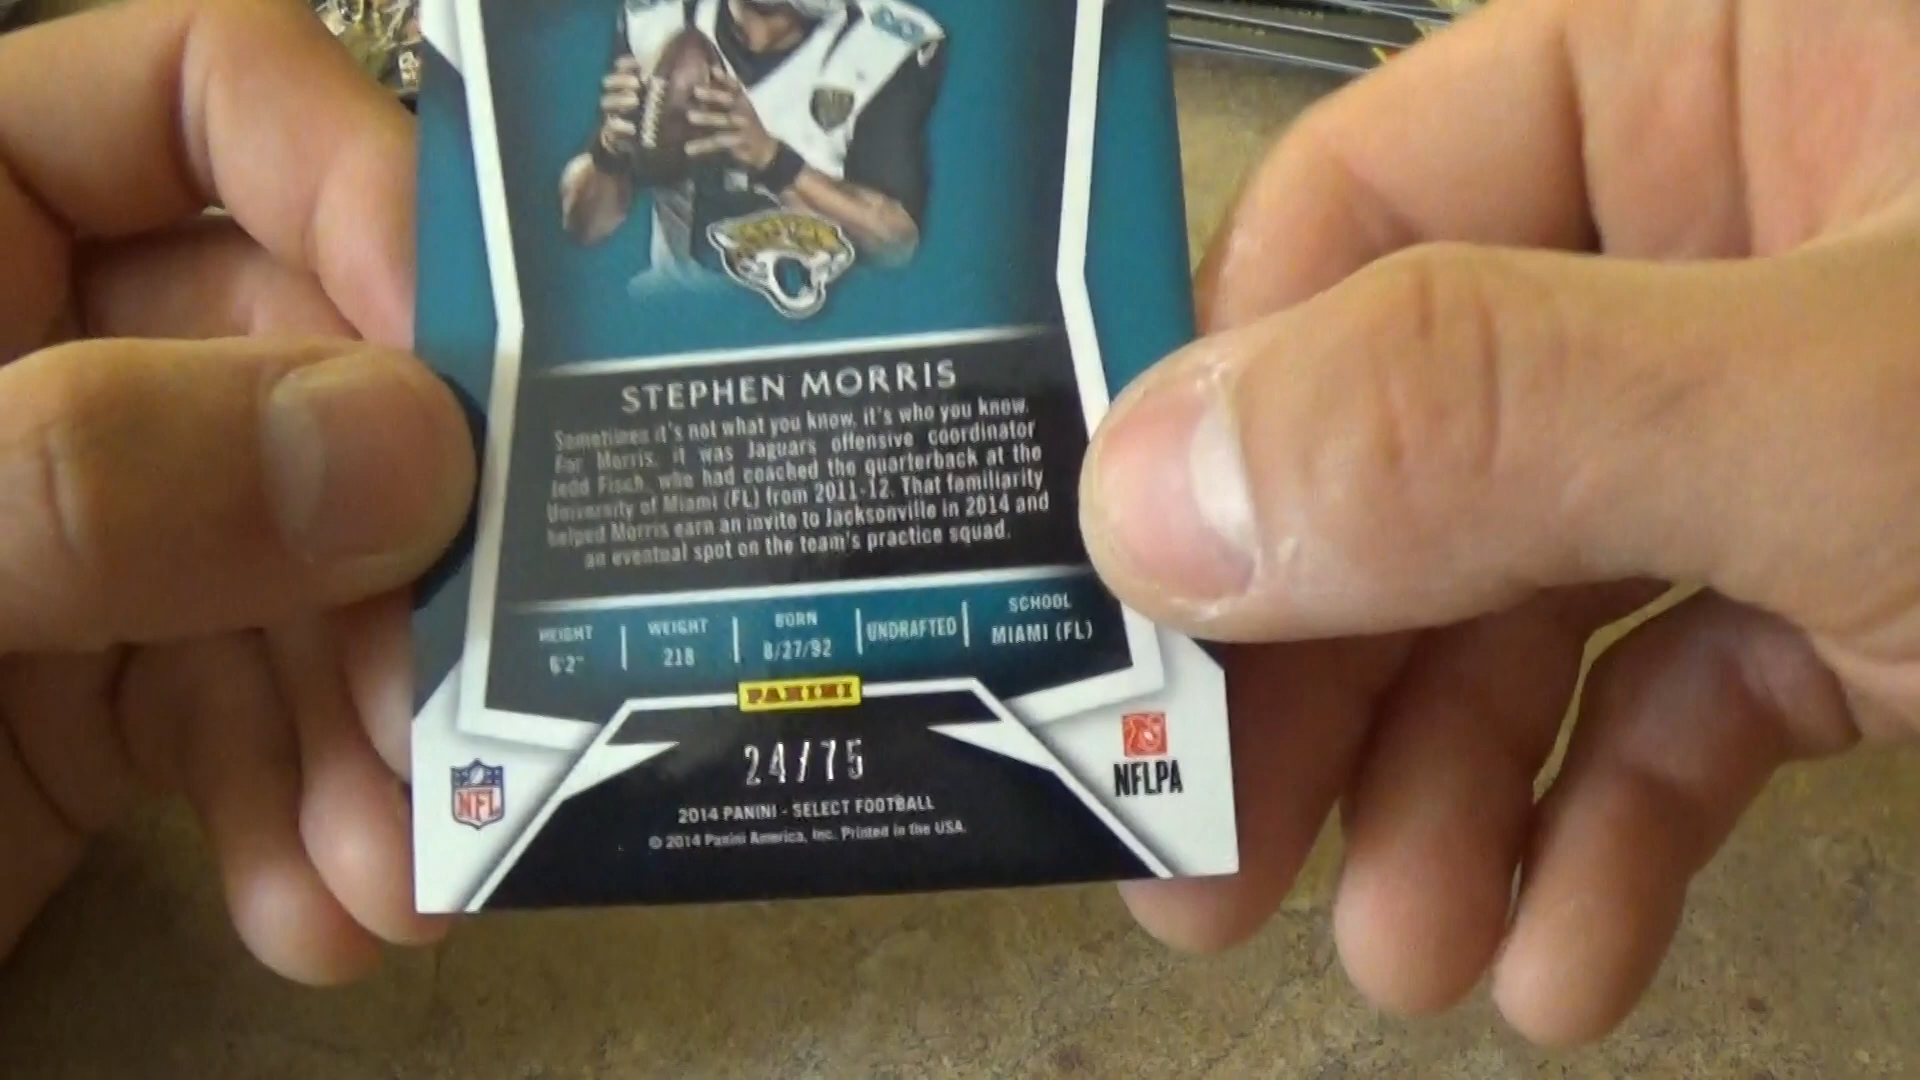 STEPHEN MORRIS
Sometimes it's not what you know, it's who you know.
For Morris, it was Jaguars offensive coordinator
Jedd Fisch, who had coached the quarterback at the
University of Miami (FL) from 2011-12. That familiarity
helped Morris earn an invite to Jacksonville in 2014 and
an eventual spot on the team's practice squad.
HEIGHT WEIGHT BORN UNDRAFTED SCHOOL
6'2" 218 8/27/92 MIAMI (FL)
PANINI
24/75
NFL
NFLPA
2014 PANINI - SELECT FOOTBALL
© 2014 Panini America, Inc. Printed in the USA.